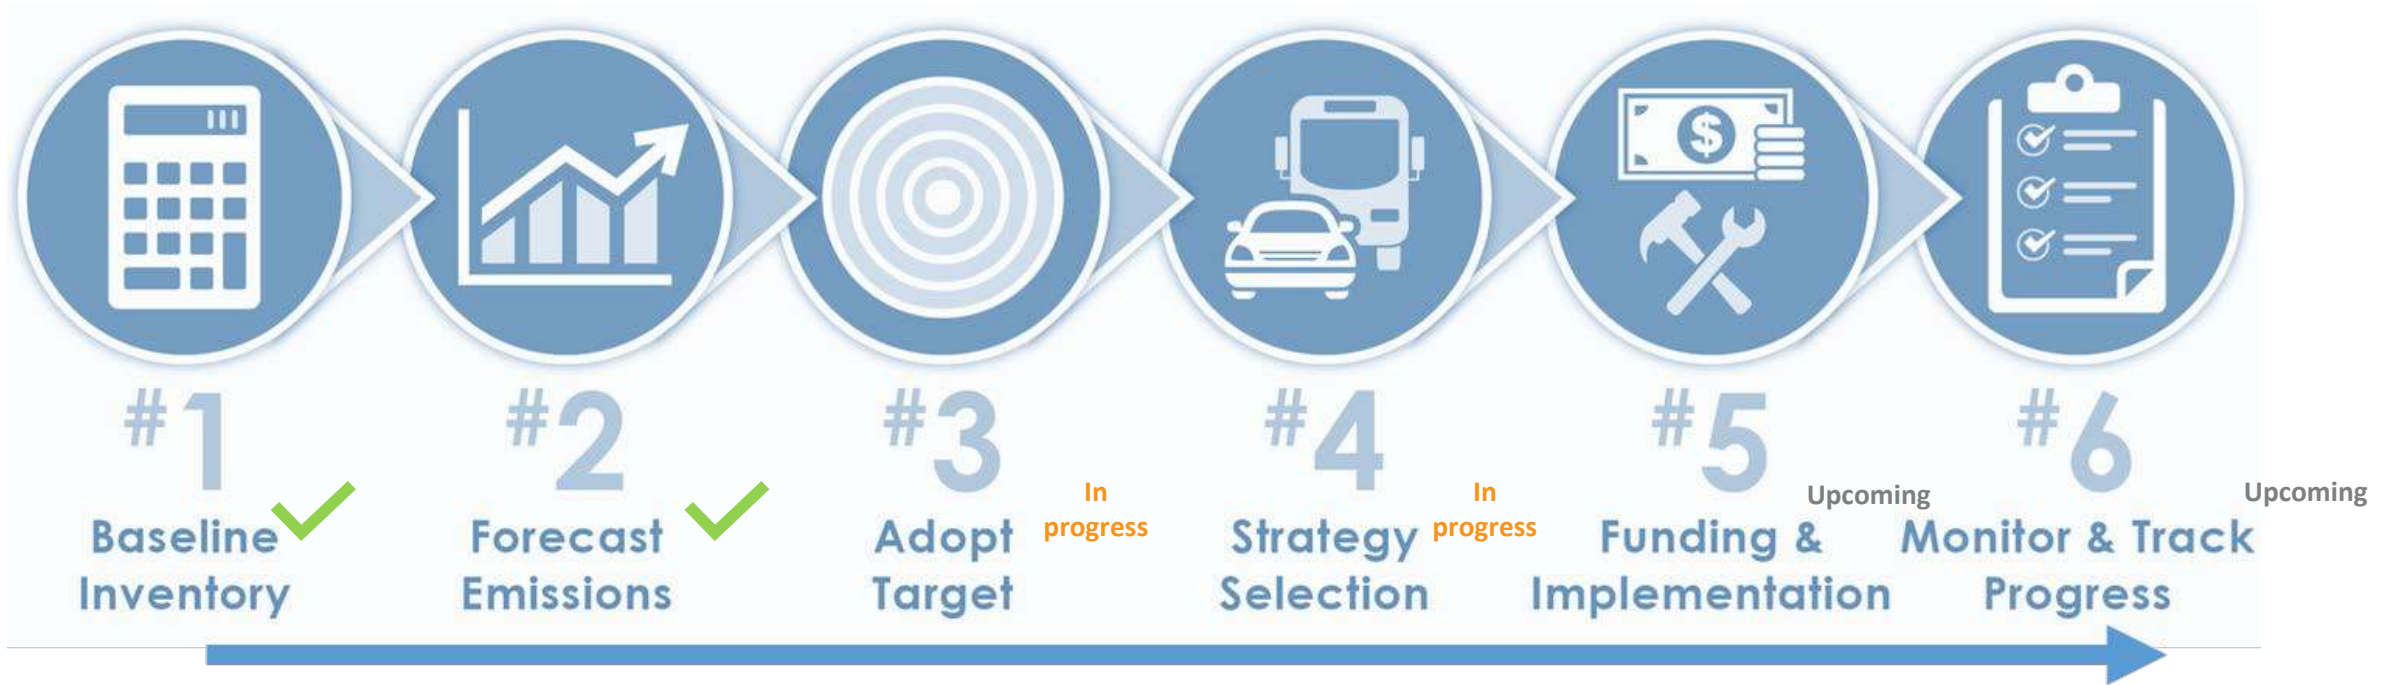 #1
Baseline
Inventory
#2
Forecast
Emissions
#3
Adopt
Target
In
progress
#4
Strategy
Selection
In
progress
$
#5
Funding &
Implementation
Upcoming
#6
Monitor & Track
Progress
Upcoming